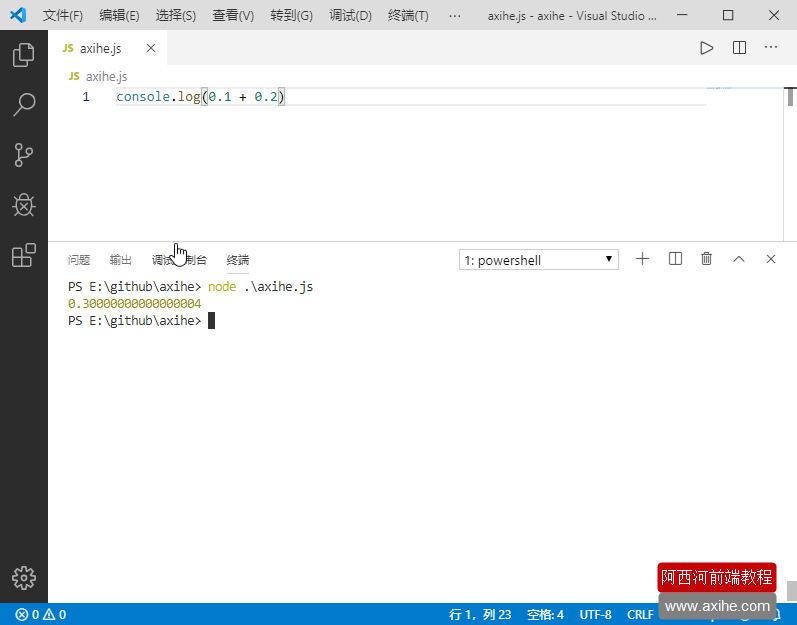 文件(F) 编辑(E) 选择(S) 查看(V) 转到(G) 调试(D) 终端(T) ··· axihe.js - axihe - Visual Studio ...
JS axihe.js
JS axihe.js
1 console.log(0.1 + 0.2)
问题 输出 调试控制台 终端 1: powershell
PS E:\github\axihe> node .\axihe.js
0.30000000000000004
PS E:\github\axihe>
阿西河前端教程
www.axihe.com
0 0 行 1，列 23 空格: 4 UTF-8 CRLF